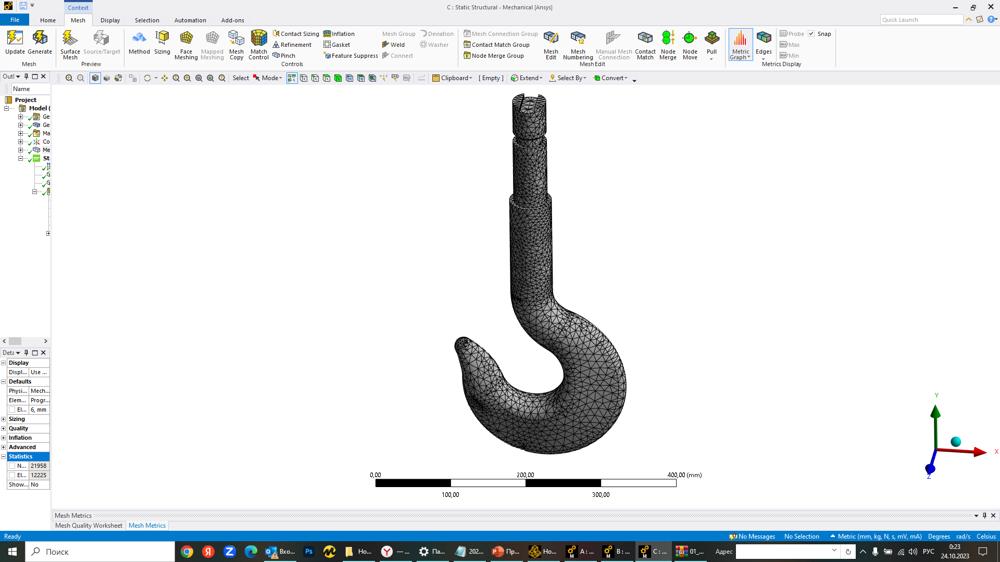 Context
C : Static Structural - Mechanical [Ansys]
File Home Mesh Display Selection Automation Add-ons
Quick Launch
Update Generate
Mesh
Surface Mesh Source/Target
Preview
Method Sizing Face Meshing Mapped Meshing Mesh Copy Match Control
Contact Sizing Inflation Mesh Group Deviation
Refinement Gasket Weld Washer
Pinch Feature Suppress Connect
Controls
Mesh Connection Group
Contact Match Group
Node Merge Group
Mesh Edit Mesh Numbering Manual Mesh Connection Contact Match Node Merge Node Move Pull
Mesh Edit
Metric Graph Edges
Probe Snap
Max
Min
Metrics Display
Outl
Select Mode Clipboard [ Empty ] Extend Select By Convert
Name
Project
Model (
Ge
Ge
Ma
Co
Me
St
Deta
Display
Displ... Use ...
Defaults
Physi... Mech...
Elem... Progr...
El... 6, mm
Sizing
Quality
Inflation
Advanced
Statistics
N... 21958
El... 12225
Show... No
Y
X
Z
0,00 200,00 400,00 (mm)
100,00 300,00
Mesh Metrics
Mesh Quality Worksheet Mesh Metrics
Ready No Messages No Selection Metric (mm, kg, N, s, mV, mA) Degrees rad/s Celsius
Поиск Вхо... Но... — ... Па... 202... Пр... Но... A : ... B : ... C : ... 01_... Адрес РУС 0:23
24.10.2023